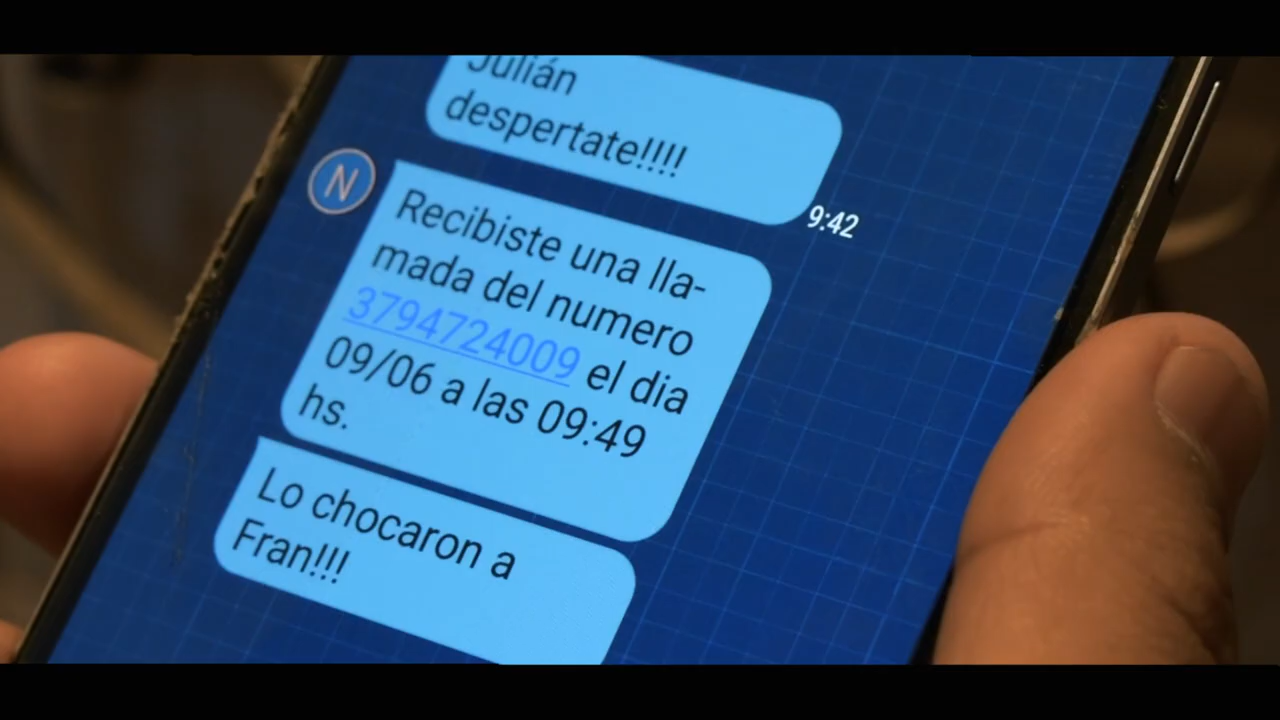 Julián
despertate!!!!
9:42
N
Recibiste una lla-
mada del numero
3794724009 el dia
09/06 a las 09:49
hs.
Lo chocaron a
Fran!!!